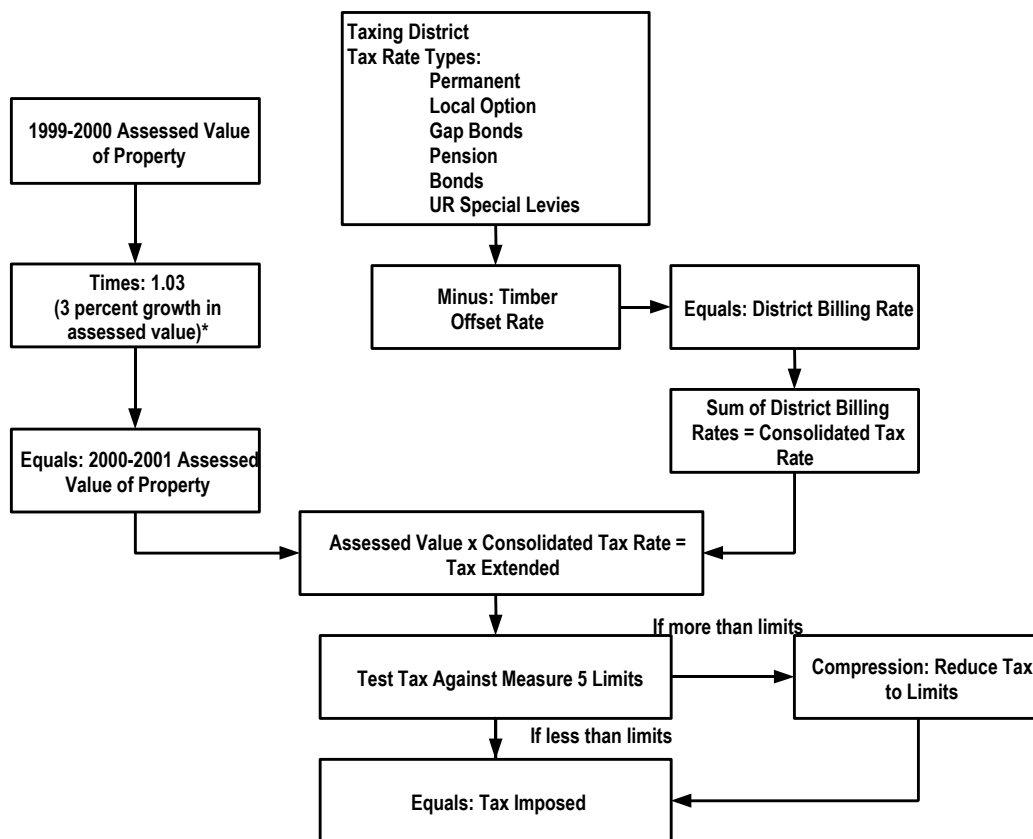 Taxing District
Tax Rate Types:
Permanent
Local Option
Gap Bonds
Pension
Bonds
UR Special Levies
1999-2000 Assessed Value
of Property
Times: 1.03
(3 percent growth in
assessed value)*
Minus: Timber
Offset Rate
Equals: District Billing Rate
Sum of District Billing
Rates = Consolidated Tax
Rate
Equals: 2000-2001 Assessed
Value of Property
Assessed Value x Consolidated Tax Rate =
Tax Extended
If more than limits
Test Tax Against Measure 5 Limits
Compression: Reduce Tax
to Limits
If less than limits
Equals: Tax Imposed